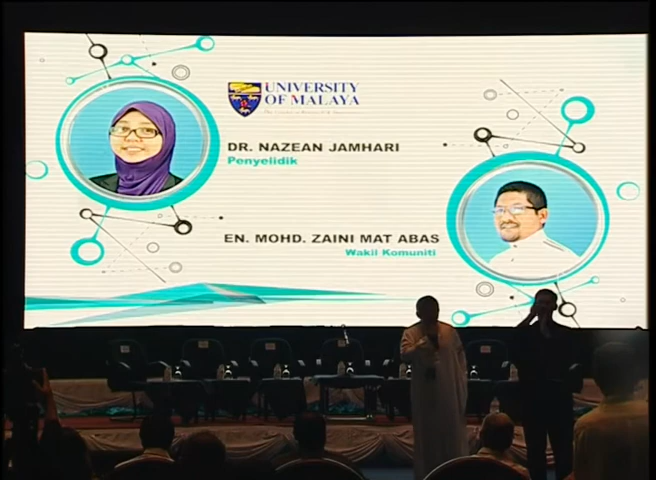 UNIVERSITY
OF MALAYA
DR. NAZEAN JAMHARI
Penyelidik
EN. MOHD. ZAINI MAT ABAS
Wakil Komuniti